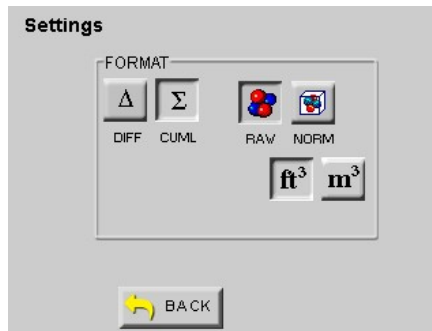 Settings
FORMAT
Δ Σ
DIFF CUML RAW NORM
ft³ m³
BACK